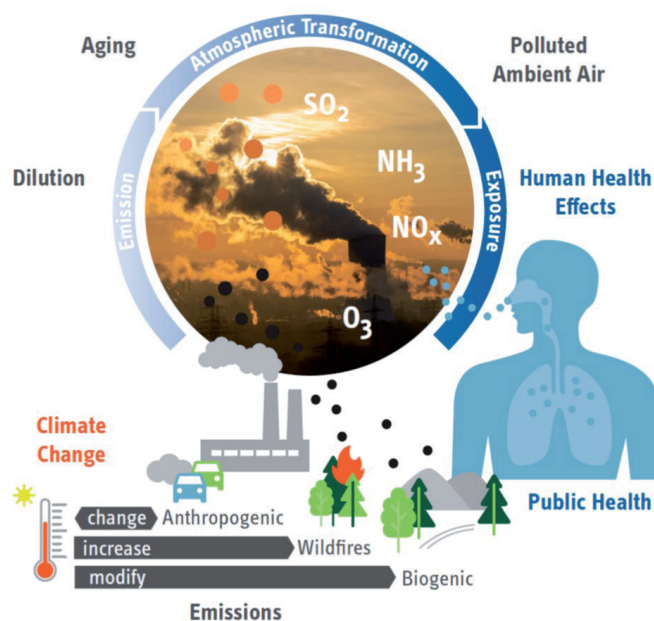 Aging
Atmospheric Transformation
Polluted
Ambient Air
SO₂
NH₃
Dilution
Emission
Exposure
Human Health
Effects
NOₓ
O₃
Climate
Change
Public Health
change Anthropogenic
increase Wildfires
modify Biogenic
Emissions